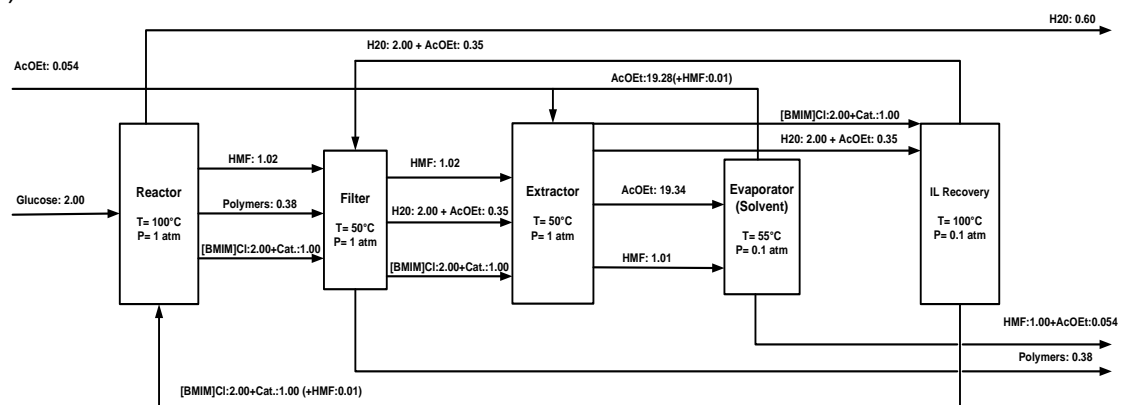 H20: 0.60
H20: 2.00 + AcOEt: 0.35
AcOEt: 0.054
AcOEt:19.28(+HMF:0.01)
[BMIM]Cl:2.00+Cat.:1.00
H20: 2.00 + AcOEt: 0.35
HMF: 1.02
HMF: 1.02
Glucose: 2.00
Reactor
T= 100°C
P= 1 atm
Polymers: 0.38
Filter
T= 50°C
P= 1 atm
H20: 2.00 + AcOEt: 0.35
Extractor
T= 50°C
P= 1 atm
AcOEt: 19.34
Evaporator
(Solvent)
T= 55°C
P= 0.1 atm
IL Recovery
T= 100°C
P= 0.1 atm
[BMIM]Cl:2.00+Cat.:1.00
[BMIM]Cl:2.00+Cat.:1.00
HMF: 1.01
HMF:1.00+AcOEt:0.054
Polymers: 0.38
[BMIM]Cl:2.00+Cat.:1.00 (+HMF:0.01)